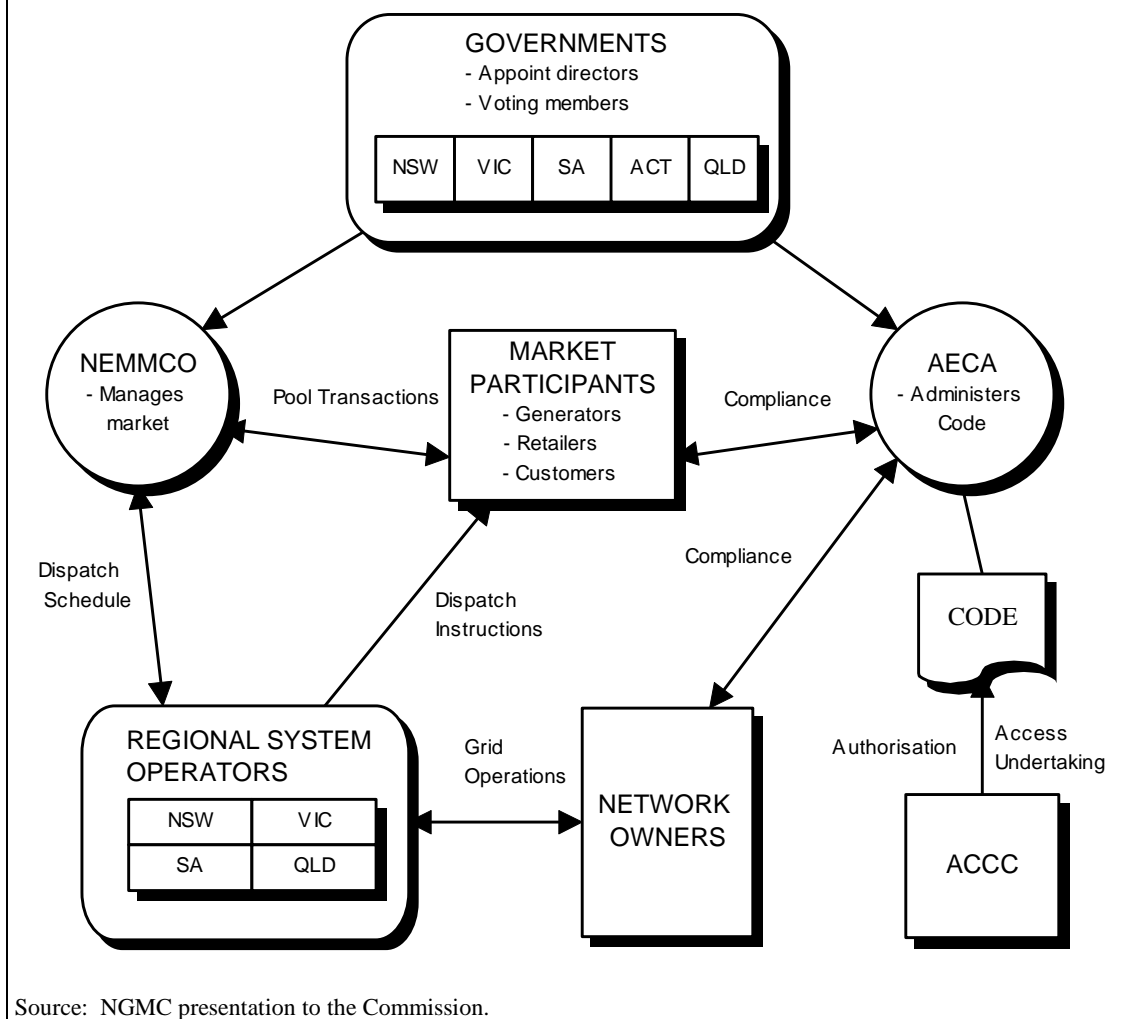 GOVERNMENTS
- Appoint directors
- Voting members
NSW VIC SA ACT QLD
NEMMCO
- Manages
market
Pool Transactions
MARKET
PARTICIPANTS
- Generators
- Retailers
- Customers
Compliance
AECA
- Administers
Code
Dispatch
Schedule
Dispatch
Instructions
Compliance
CODE
REGIONAL SYSTEM
OPERATORS
NSW VIC
SA QLD
Grid
Operations
NETWORK
OWNERS
Authorisation
Access
Undertaking
ACCC
Source: NGMC presentation to the Commission.